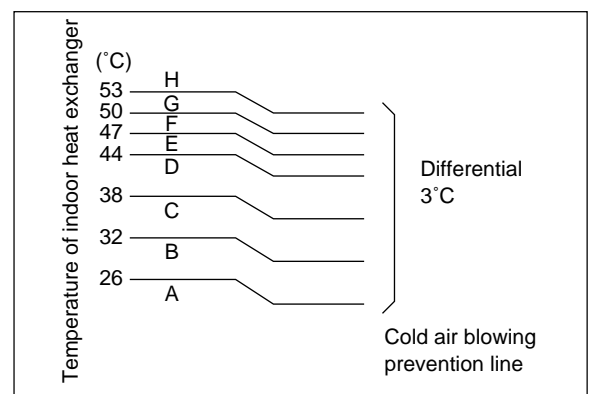 Temperature of indoor heat exchanger
(˚C)
H
53
G
50
F
47
E
44
D
38
C
32
B
26
A
Differential
3˚C
Cold air blowing
prevention line